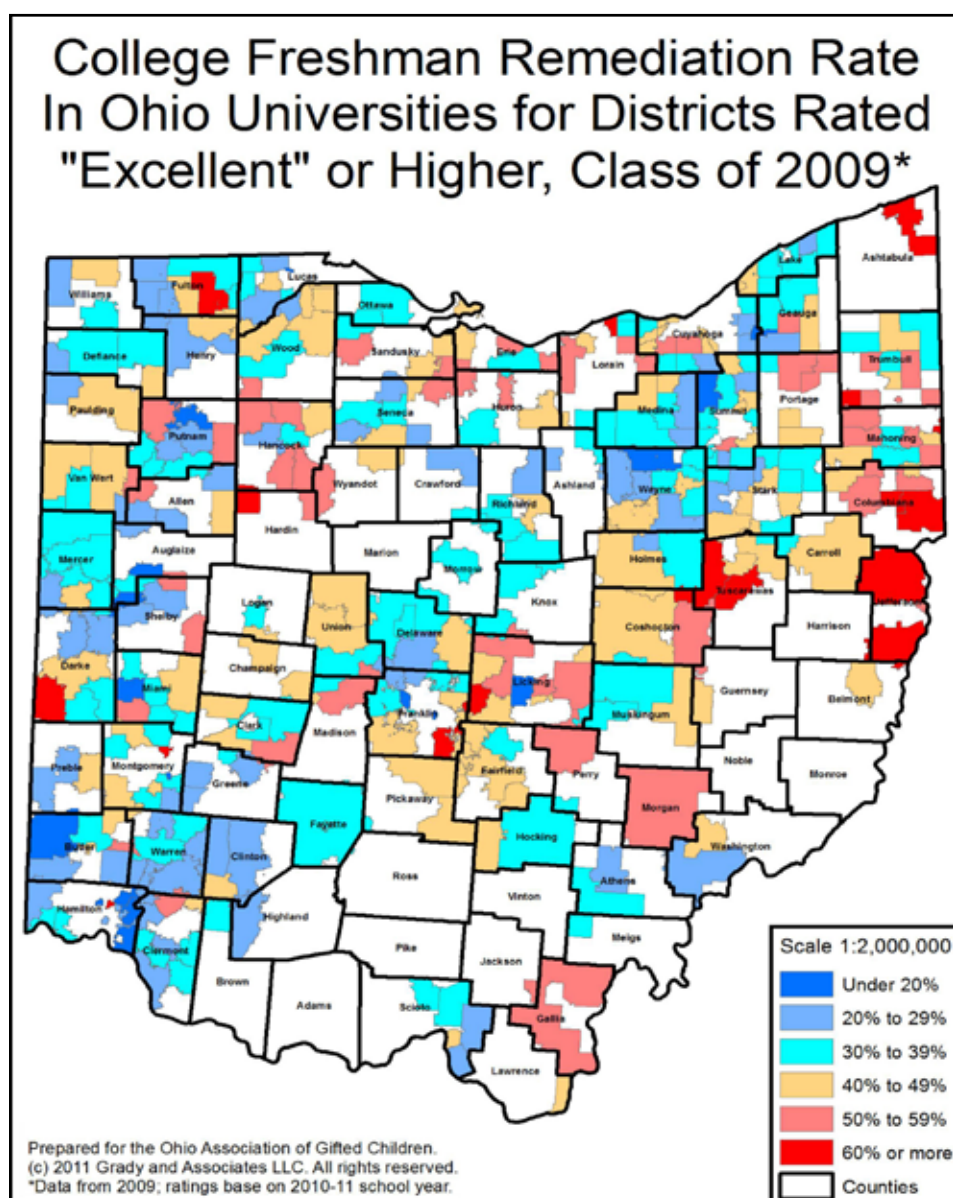 College Freshman Remediation Rate
In Ohio Universities for Districts Rated
"Excellent" or Higher, Class of 2009*
Ashtabula
Lake
Lucas
Williams
Fulton
Ottawa
Geauga
Cuyahoga
Wood
Sandusky
Erie
Lorain
Defiance
Henry
Trumbull
Paulding
Seneca
Huron
Medina
Summit
Portage
Putnam
Hancock
Mahoning
Van Wert
Wyandot
Crawford
Ashland
Wayne
Stark
Allen
Richland
Columbiana
Hardin
Mercer
Auglaize
Marion
Morrow
Holmes
Carroll
Tuscarawas
Logan
Knox
Jefferson
Shelby
Union
Delaware
Coshocton
Harrison
Darke
Champaign
Licking
Miami
Guernsey
Belmont
Clark
Franklin
Muskingum
Madison
Preble
Montgomery
Fairfield
Perry
Noble
Monroe
Greene
Pickaway
Morgan
Fayette
Hocking
Washington
Butler
Warren
Clinton
Ross
Athens
Hamilton
Highland
Vinton
Clermont
Meigs
Pike
Jackson
Brown
Adams
Scioto
Gallia
Lawrence
Scale 1:2,000,000
Under 20%
20% to 29%
30% to 39%
40% to 49%
50% to 59%
60% or more
Counties
Prepared for the Ohio Association of Gifted Children.
(c) 2011 Grady and Associates LLC. All rights reserved.
*Data from 2009; ratings base on 2010-11 school year.